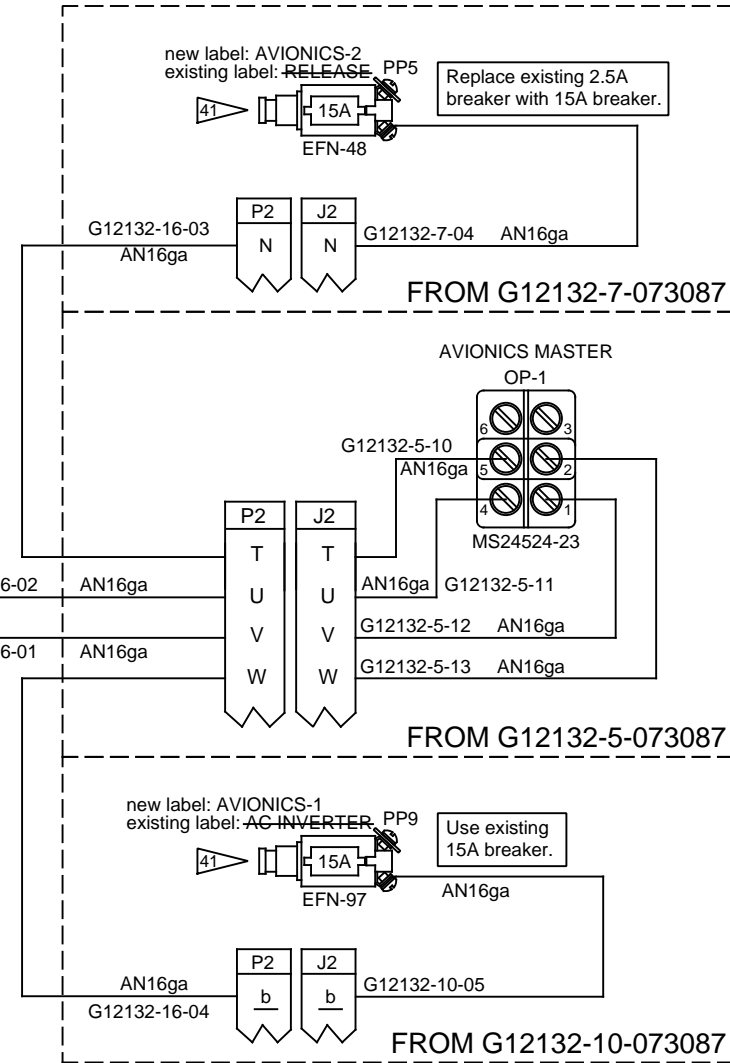 new label: AVIONICS-2
existing label: RELEASE PP5
Replace existing 2.5A
breaker with 15A breaker.
41
15A
EFN-48
P2 J2
G12132-16-03
AN16ga
N N
G12132-7-04 AN16ga
FROM G12132-7-073087
AVIONICS MASTER
OP-1
6 3
G12132-5-10
AN16ga
5 2
4 1
MS24524-23
P2 J2
T T
6-02 AN16ga
U U
AN16ga G12132-5-11
V V
G12132-5-12 AN16ga
6-01 AN16ga
W W
G12132-5-13 AN16ga
FROM G12132-5-073087
new label: AVIONICS-1
existing label: AC INVERTER PP9
Use existing
15A breaker.
41
15A
EFN-97
AN16ga
P2 J2
AN16ga
G12132-16-04
b b
G12132-10-05
FROM G12132-10-073087